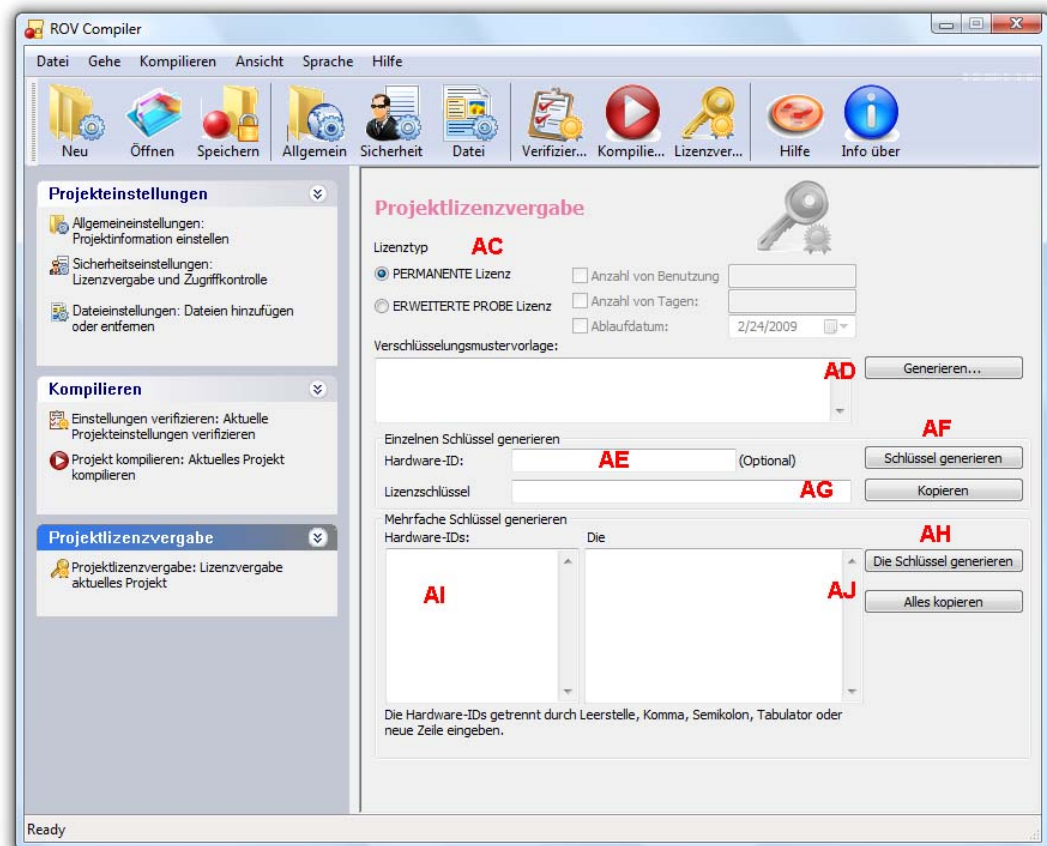 ROV Compiler
Datei Gehe Kompilieren Ansicht Sprache Hilfe
Neu Öffnen Speichern Allgemein Sicherheit Datei Verifizier... Kompilie... Lizenzver... Hilfe Info über
Projekteinstellungen
Allgemeineinstellungen:
Projektinformation einstellen
Sicherheitseinstellungen:
Lizenzvergabe und Zugriffkontrolle
Dateieinstellungen: Dateien hinzufügen
oder entfernen
Kompilieren
Einstellungen verifizieren: Aktuelle
Projekteinstellungen verifizieren
Projekt kompilieren: Aktuelles Projekt
kompilieren
Projektlizenzvergabe
Projektlizenzvergabe: Lizenzvergabe
aktuelles Projekt
Projektlizenzvergabe
Lizenztyp AC
PERMANENTE Lizenz Anzahl von Benutzung
ERWEITERTE PROBE Lizenz Anzahl von Tagen:
Ablaufdatum: 2/24/2009
Verschlüsselungsmustervorlage:
AD Generieren...
AF
Einzelnen Schlüssel generieren
Hardware-ID: AE (Optional) Schlüssel generieren
Lizenzschlüssel AG Kopieren
Mehrfache Schlüssel generieren
Hardware-IDs: Die AH
Die Schlüssel generieren
AI AJ Alles kopieren
Die Hardware-IDs getrennt durch Leerstelle, Komma, Semikolon, Tabulator oder
neue Zeile eingeben.
Ready